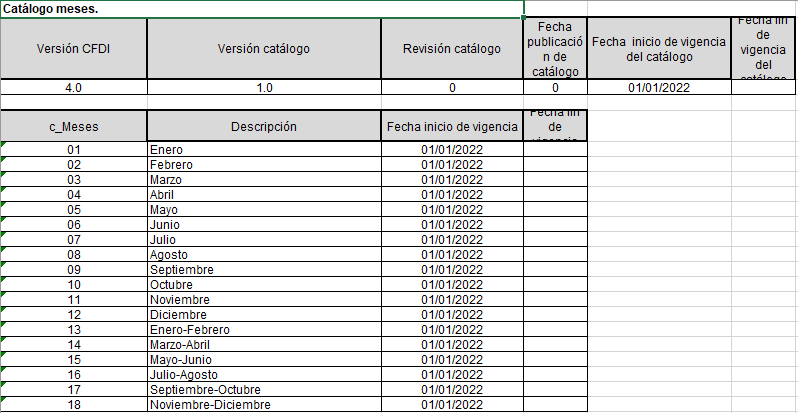 Catálogo meses.
Versión CFDI Versión catálogo Revisión catálogo Fecha publicació n de catálogo Fecha inicio de vigencia del catálogo Fecha fin de vigencia del catálogo
4.0 1.0 0 0 01/01/2022
c_Meses Descripción Fecha inicio de vigencia Fecha fin de vigencia
01 Enero 01/01/2022
02 Febrero 01/01/2022
03 Marzo 01/01/2022
04 Abril 01/01/2022
05 Mayo 01/01/2022
06 Junio 01/01/2022
07 Julio 01/01/2022
08 Agosto 01/01/2022
09 Septiembre 01/01/2022
10 Octubre 01/01/2022
11 Noviembre 01/01/2022
12 Diciembre 01/01/2022
13 Enero-Febrero 01/01/2022
14 Marzo-Abril 01/01/2022
15 Mayo-Junio 01/01/2022
16 Julio-Agosto 01/01/2022
17 Septiembre-Octubre 01/01/2022
18 Noviembre-Diciembre 01/01/2022